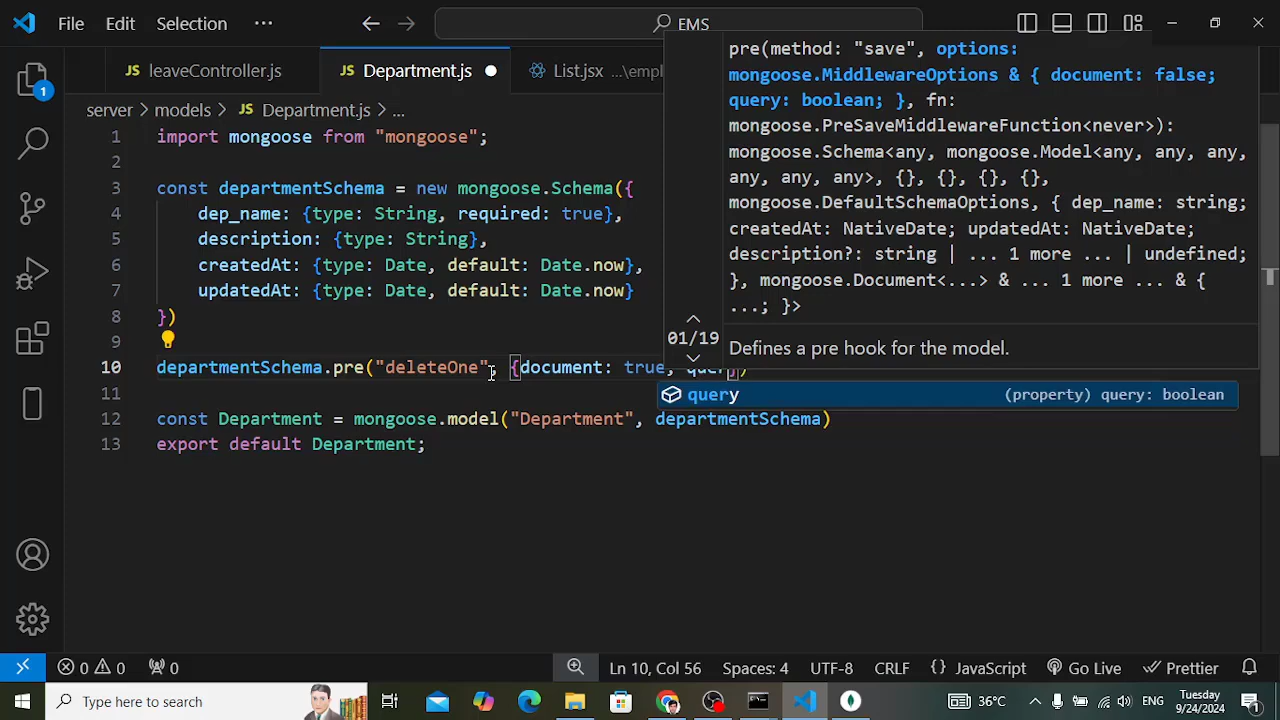 File Edit Selection ··· EMS
leaveController.js
Department.js
List.jsx ...\empl
server > models > Department.js > ...
1 import mongoose from "mongoose";
2
3 const departmentSchema = new mongoose.Schema({
4 dep_name: {type: String, required: true},
5 description: {type: String},
6 createdAt: {type: Date, default: Date.now},
7 updatedAt: {type: Date, default: Date.now}
8 })
9
10 departmentSchema.pre("deleteOne", {document: true, quer})
11
12 const Department = mongoose.model("Department", departmentSchema)
13 export default Department;
pre(method: "save", options:
mongoose.MiddlewareOptions & { document: false;
query: boolean; }, fn:
mongoose.PreSaveMiddlewareFunction<never>):
mongoose.Schema<any, mongoose.Model<any, any, any,
any, any, any>, {}, {}, {}, {},
mongoose.DefaultSchemaOptions, { dep_name: string;
createdAt: NativeDate; updatedAt: NativeDate;
description?: string | ... 1 more ... | undefined;
}, mongoose.Document<...> & ... 1 more ... & {
...; }>
01/19
Defines a pre hook for the model.
query (property) query: boolean
1
0 0 0 Ln 10, Col 56 Spaces: 4 UTF-8 CRLF {} JavaScript Go Live Prettier
Type here to search
36°C
ENG
Tuesday
9/24/2024
1